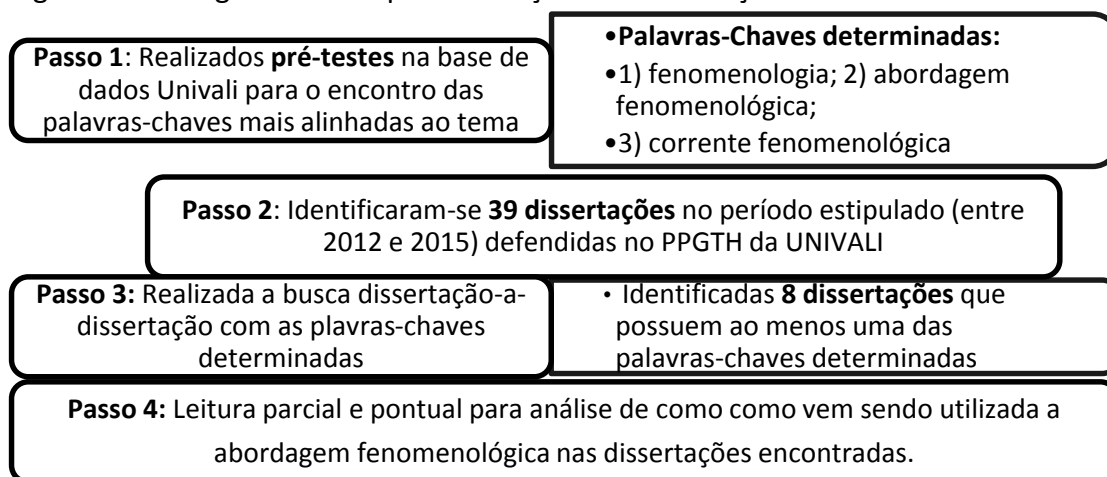 Passo 1: Realizados pré-testes na base de
dados Univali para o encontro das
palavras-chaves mais alinhadas ao tema
•Palavras-Chaves determinadas:
•1) fenomenologia; 2) abordagem
fenomenológica;
•3) corrente fenomenológica
Passo 2: Identificaram-se 39 dissertações no período estipulado (entre
2012 e 2015) defendidas no PPGTH da UNIVALI
Passo 3: Realizada a busca dissertação-a-
dissertação com as plavras-chaves
determinadas
• Identificadas 8 dissertações que
possuem ao menos uma das
palavras-chaves determinadas
Passo 4: Leitura parcial e pontual para análise de como como vem sendo utilizada a
abordagem fenomenológica nas dissertações encontradas.